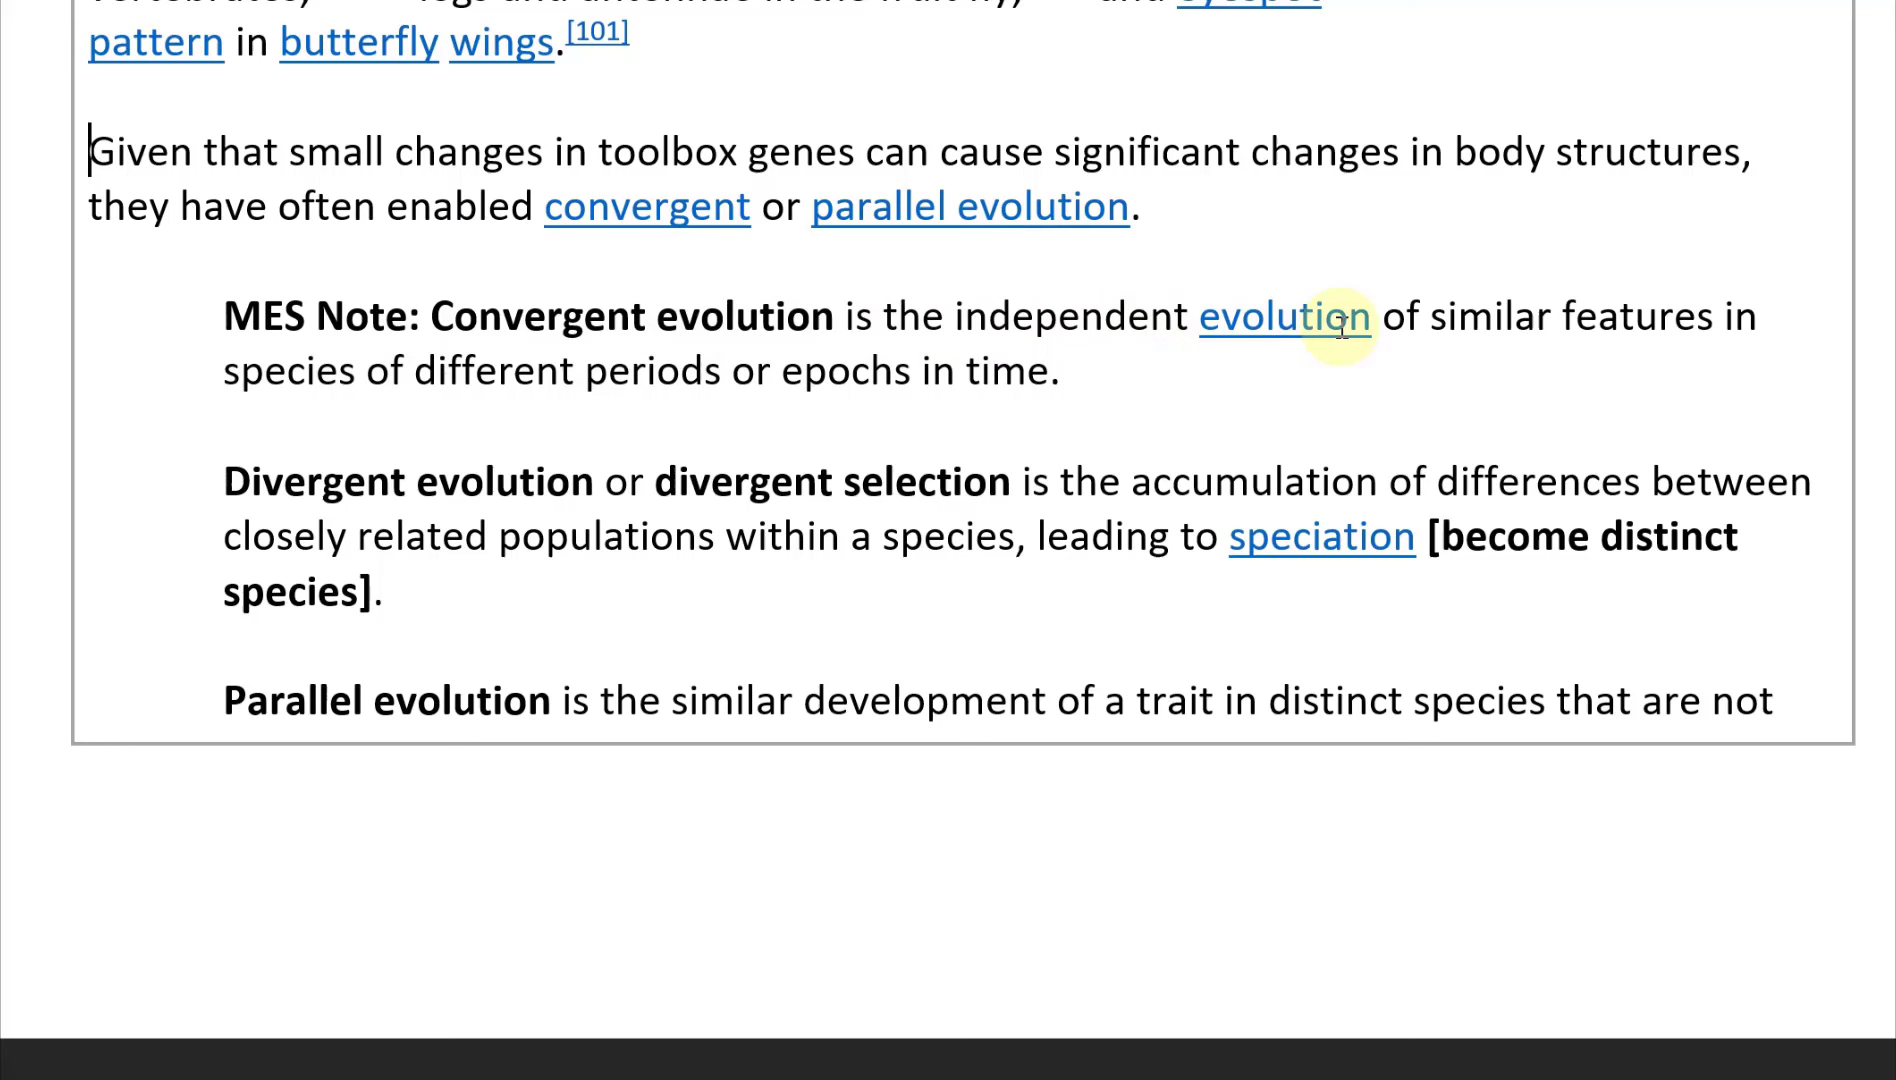 pattern in butterfly wings.[101]
Given that small changes in toolbox genes can cause significant changes in body structures,
they have often enabled convergent or parallel evolution.
MES Note: Convergent evolution is the independent evolution of similar features in
species of different periods or epochs in time.
Divergent evolution or divergent selection is the accumulation of differences between
closely related populations within a species, leading to speciation [become distinct
species].
Parallel evolution is the similar development of a trait in distinct species that are not